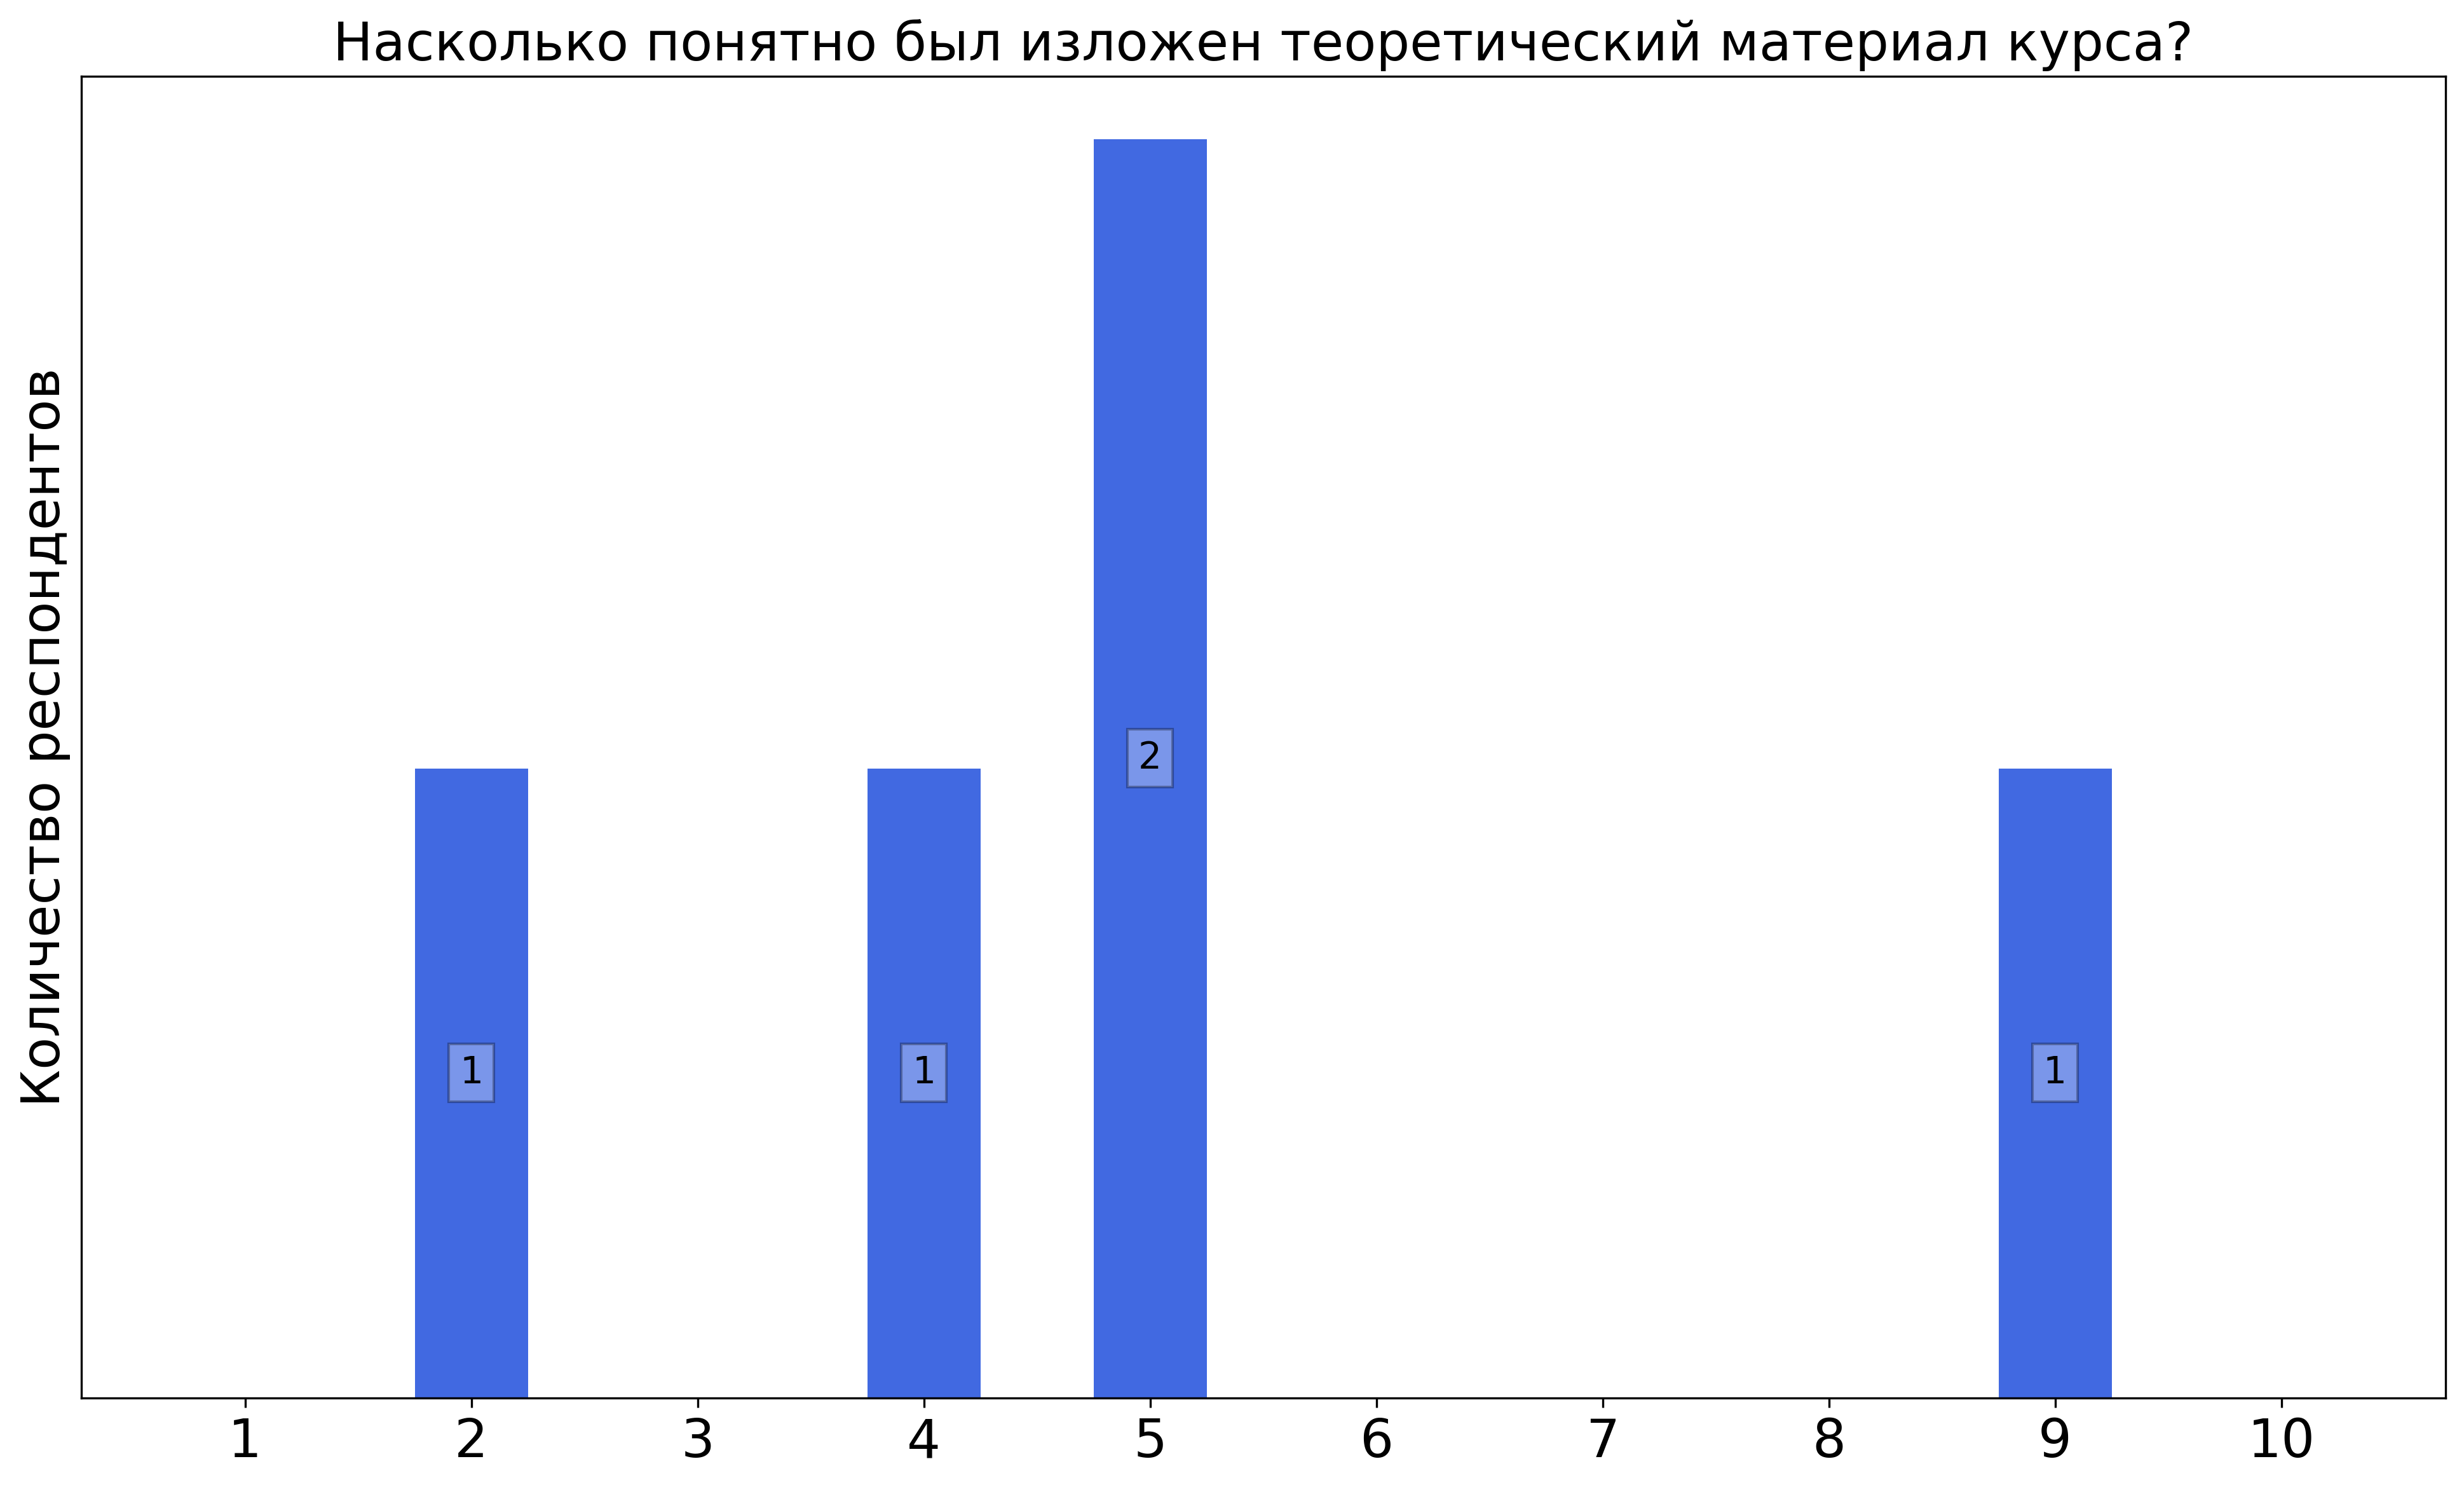 Насколько понятно был изложен теоретический материал курса?
Количество респондентов
2
1 1 1
1 2 3 4 5 6 7 8 9 10